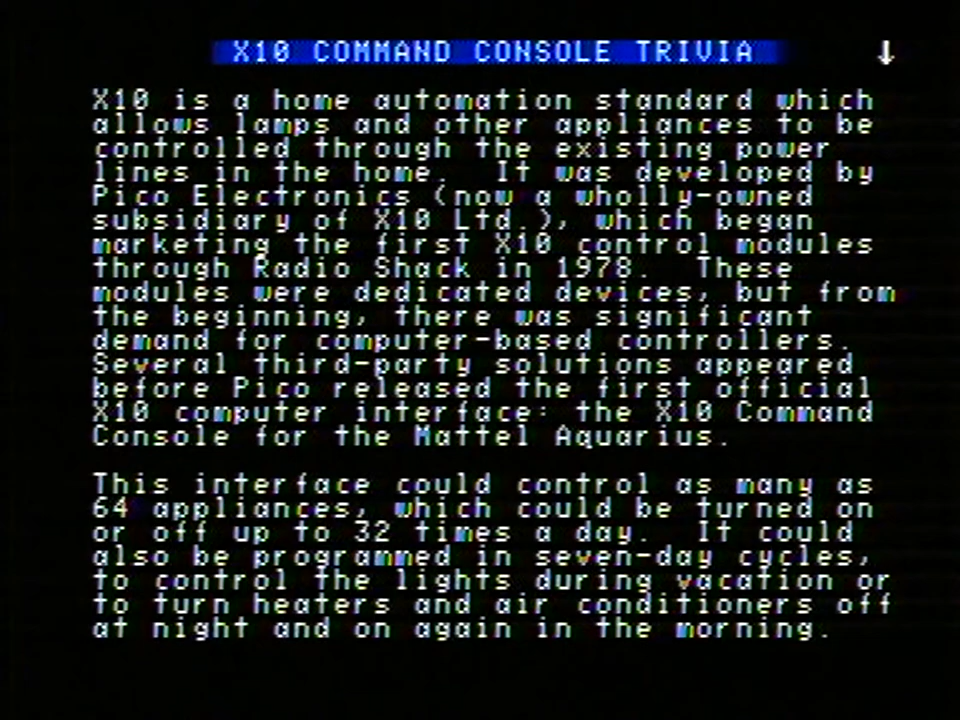 X10 COMMAND CONSOLE TRIVIA
X10 is a home automation standard which
allows lamps and other appliances to be
controlled through the existing power
lines in the home.  It was developed by
Pico Electronics (now a wholly-owned
subsidiary of X10 Ltd.), which began
marketing the first X10 control modules
through Radio Shack in 1978.  These
modules were dedicated devices, but from
the beginning, there was significant
demand for computer-based controllers.
Several third-party solutions appeared
before Pico released the first official
X10 computer interface: the X10 Command
Console for the Mattel Aquarius.
This interface could control as many as
64 appliances, which could be turned on
or off up to 32 times a day.  It could
also be programmed in seven-day cycles,
to control the lights during vacation or
to turn heaters and air conditioners off
at night and on again in the morning.